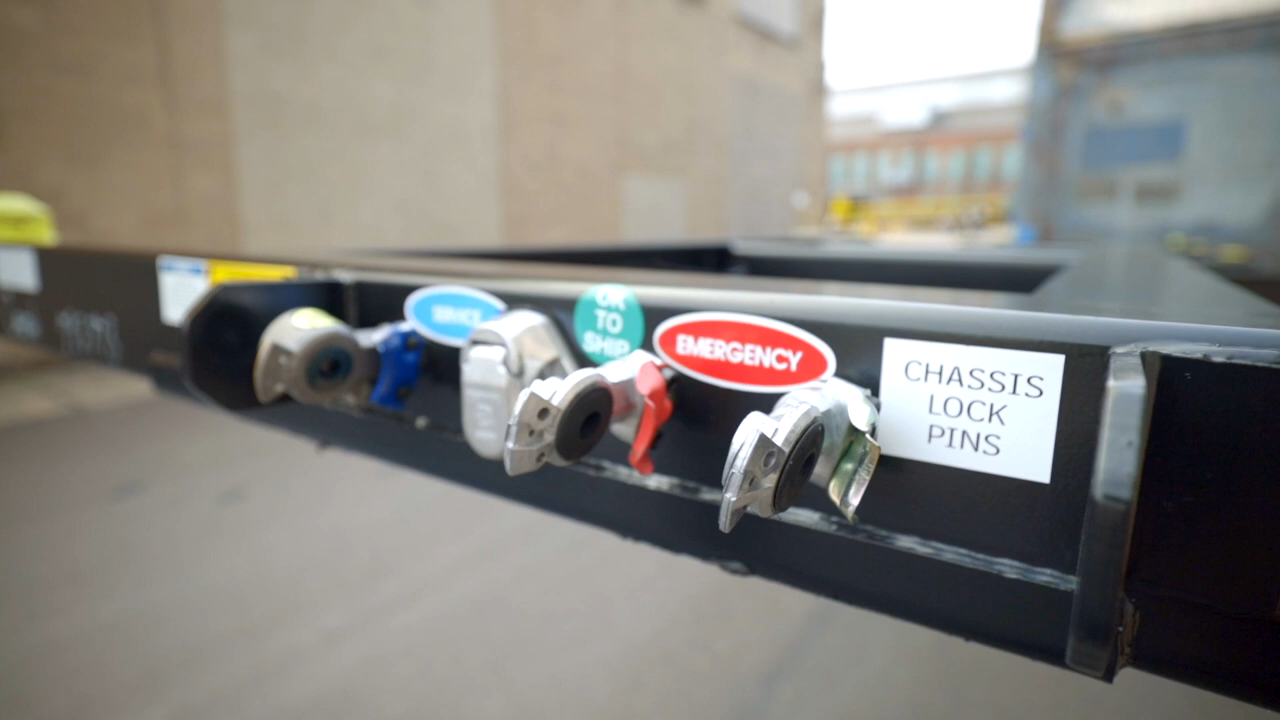 SERVICE
OK
TO
SHIP
EMERGENCY
CHASSIS
LOCK
PINS